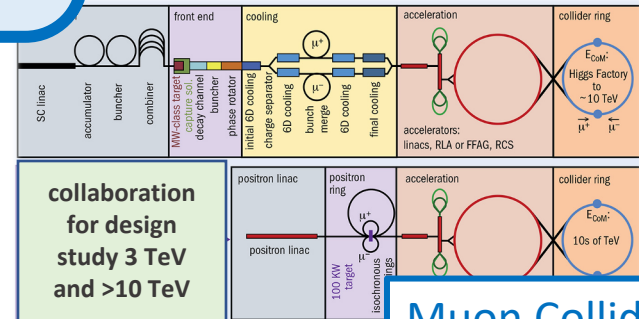 front end
cooling
acceleration
collider ring
SC linac
accumulator
buncher
combiner
MW-class target
capture sol.
decay channel
buncher
phase rotator
initial 6D cooling
charge separator
6D cooling
bunch
merge
6D cooling
final cooling
μ⁺
μ⁻
accelerators:
linacs, RLA or FFAG, RCS
E_CoM:
Higgs Factory
to
~10 TeV
μ⁺ μ⁻
collaboration
for design
study 3 TeV
and >10 TeV
positron linac
positron
ring
acceleration
collider ring
positron linac
μ⁺
μ⁻
100 KW
target
isochronous
E_CoM:
10s of TeV
Muon Collid